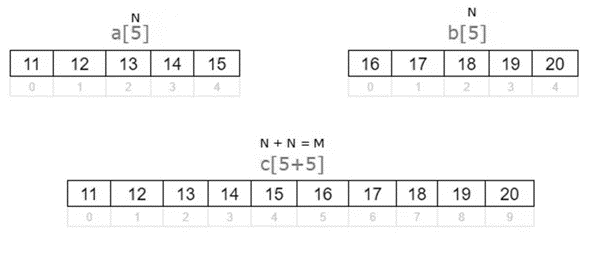 N
a[5]
11 12 13 14 15
0 1 2 3 4
N
b[5]
16 17 18 19 20
0 1 2 3 4
N + N = M
c[5+5]
11 12 13 14 15 16 17 18 19 20
0 1 2 3 4 5 6 7 8 9